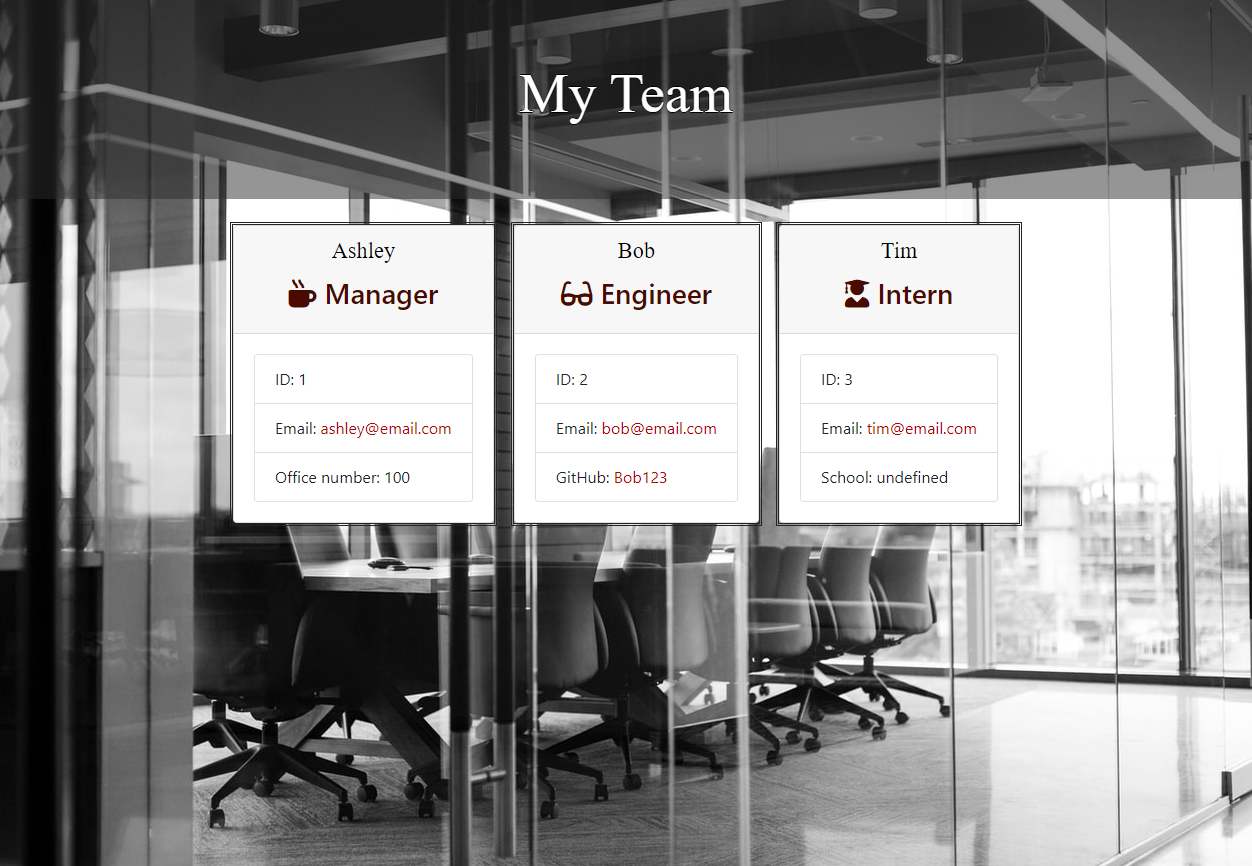 My Team
Ashley
Manager
ID: 1
Email: ashley@email.com
Office number: 100
Bob
Engineer
ID: 2
Email: bob@email.com
GitHub: Bob123
Tim
Intern
ID: 3
Email: tim@email.com
School: undefined